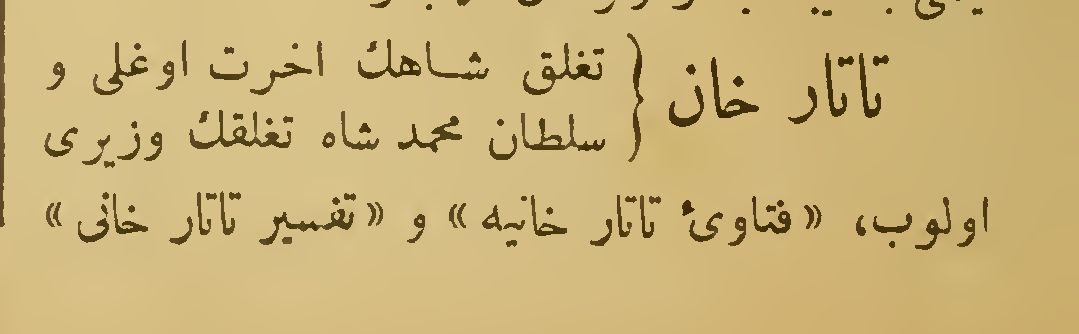 تاتار خان { تغلق شاهك اخرت اوغلی و
سلطان محمد شاه تغلقك وزیری
اولوب، «فتاوئ تاتار خانیه» و «تفسیر تاتار خانی»